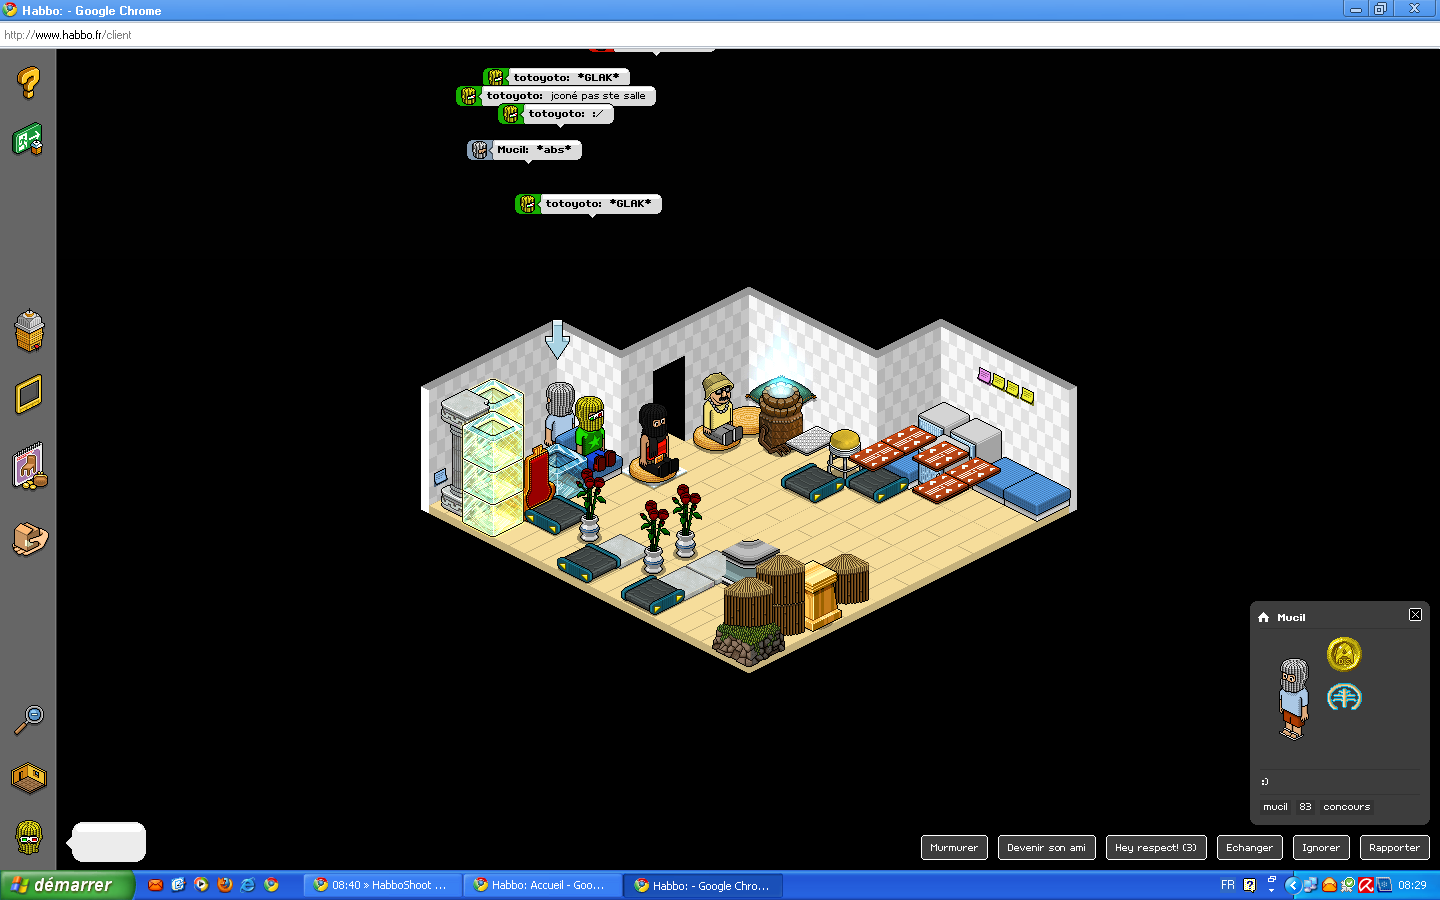 Habbo: - Google Chrome
http://www.habbo.fr/client
totoyoto: *GLAK*
totoyoto: jconé pas ste salle
totoyoto: :/
Mucil: *abs*
totoyoto: *GLAK*
Mucil
:)
mucil 83 concours
Murmurer Devenir son ami Hey respect! (3) Echanger Ignorer Rapporter
démarrer 08:40 » HabboShoot ... Habbo: Accueil - Goo... Habbo: - Google Chro... FR 08:29